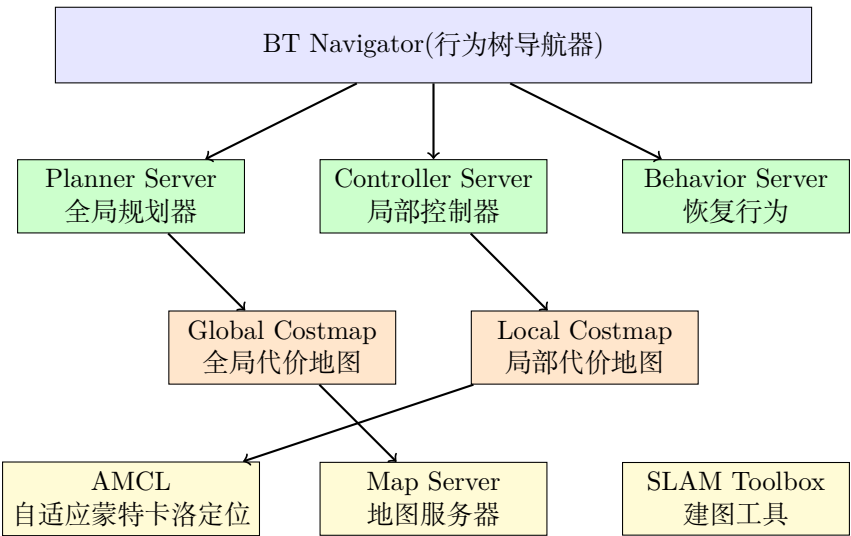 BT Navigator(行为树导航器)
Planner Server
全局规划器
Controller Server
局部控制器
Behavior Server
恢复行为
Global Costmap
全局代价地图
Local Costmap
局部代价地图
AMCL
自适应蒙特卡洛定位
Map Server
地图服务器
SLAM Toolbox
建图工具